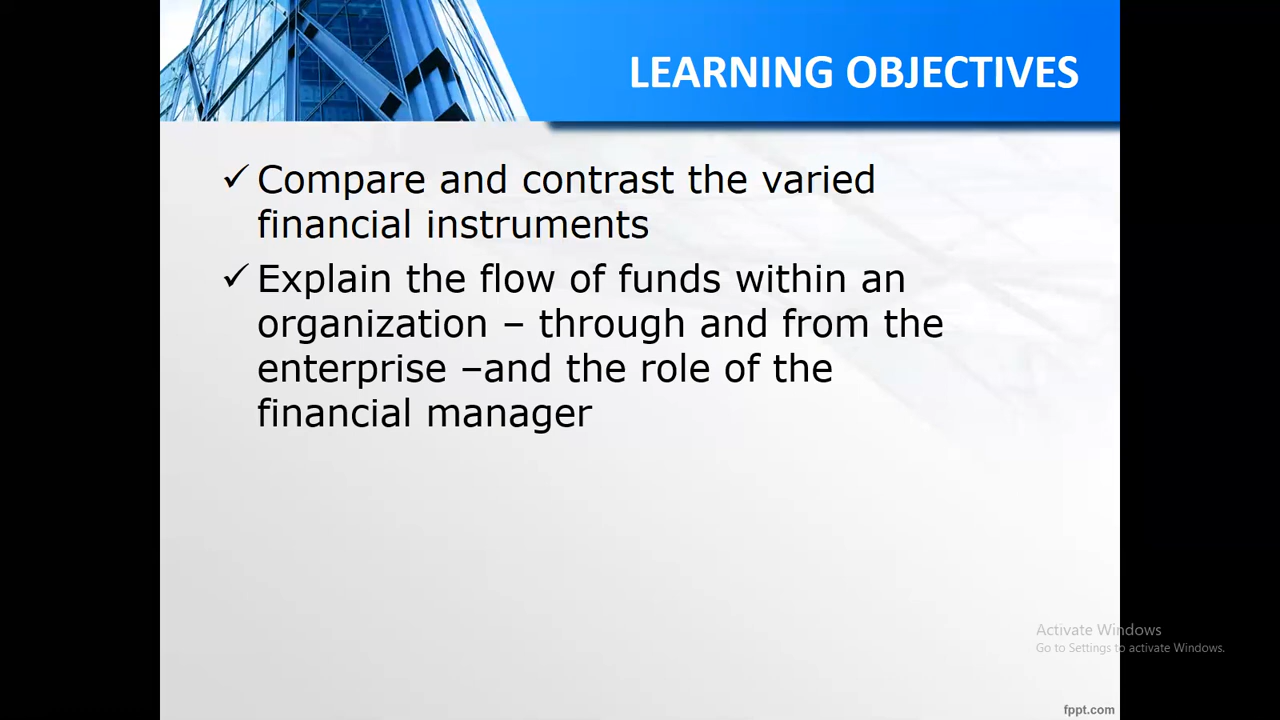 LEARNING OBJECTIVES
✓ Compare and contrast the varied
financial instruments
✓ Explain the flow of funds within an
organization – through and from the
enterprise –and the role of the
financial manager
Activate Windows
Go to Settings to activate Windows.
fppt.com